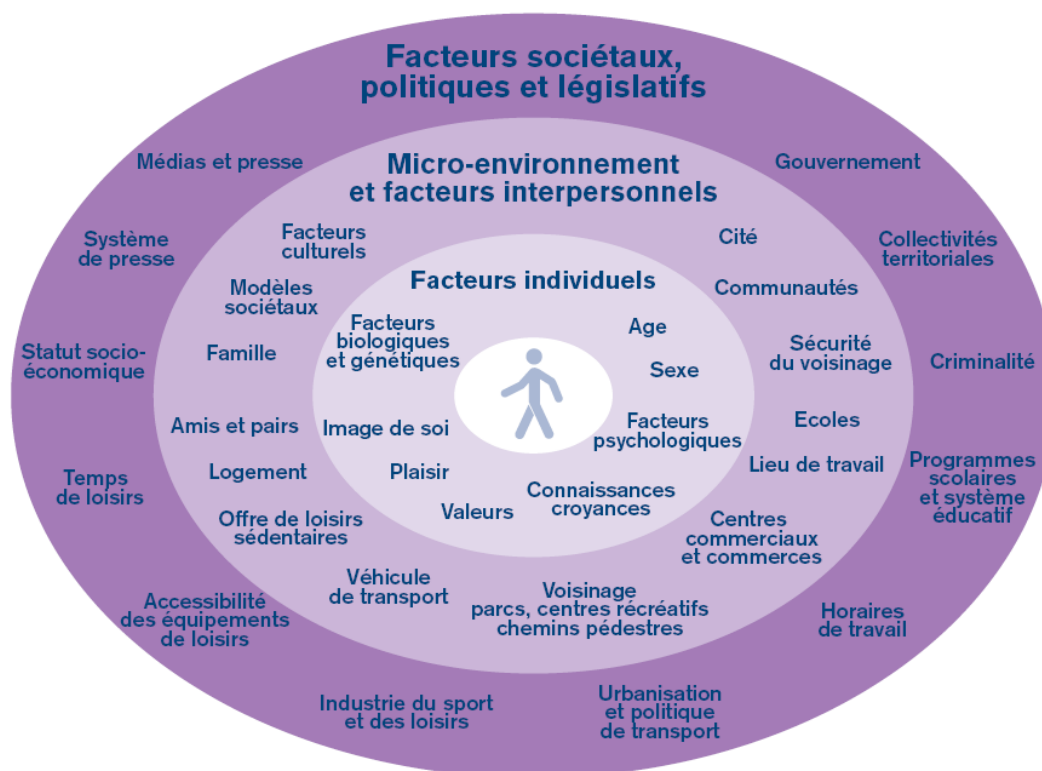 Facteurs sociétaux,
politiques et législatifs
Médias et presse
Gouvernement
Système
de presse
Collectivités
territoriales
Statut socio-
économique
Criminalité
Temps
de loisirs
Programmes
scolaires
et système
éducatif
Accessibilité
des équipements
de loisirs
Horaires
de travail
Industrie du sport
et des loisirs
Urbanisation
et politique
de transport
Micro-environnement
et facteurs interpersonnels
Facteurs
culturels
Cité
Modèles
sociétaux
Communautés
Famille
Sécurité
du voisinage
Amis et pairs
Ecoles
Logement
Lieu de travail
Offre de loisirs
sédentaires
Centres
commerciaux
et commerces
Véhicule
de transport
Voisinage
parcs, centres récréatifs
chemins pédestres
Facteurs individuels
Facteurs
biologiques
et génétiques
Age
Sexe
Image de soi
Facteurs
psychologiques
Plaisir
Connaissances
croyances
Valeurs